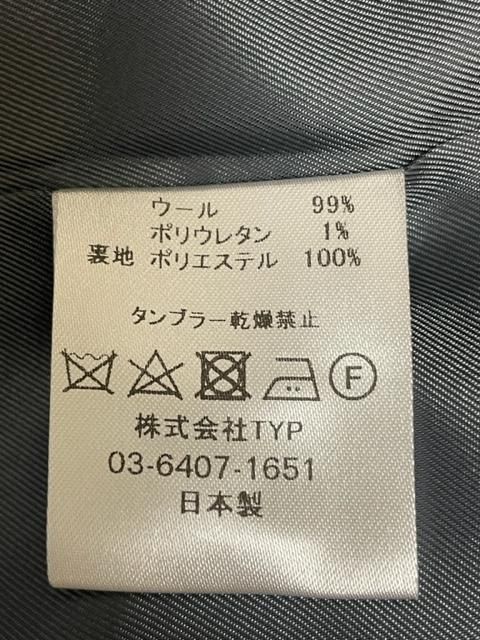 ウール 99%
ポリウレタン 1%
裏地 ポリエステル 100%
タンブラー乾燥禁止
F
株式会社TYP
03-6407-1651
日本製